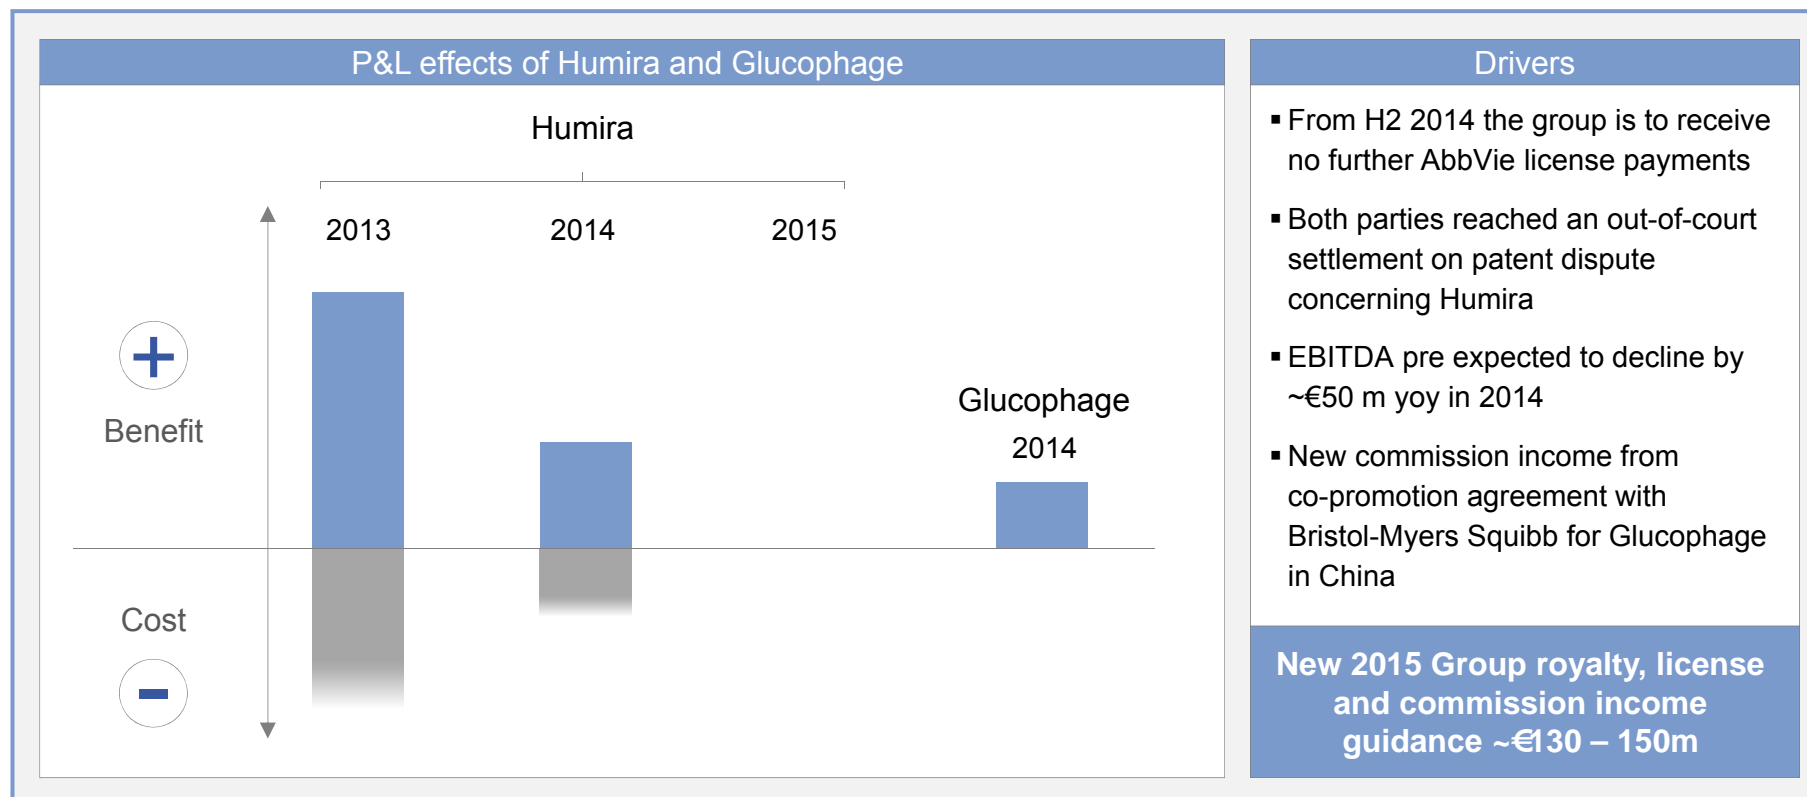 P&L effects of Humira and Glucophage
Humira
2013
2014
2015
Benefit
Glucophage
2014
Cost
Drivers
▪ From H2 2014 the group is to receive
no further AbbVie license payments
▪ Both parties reached an out-of-court
settlement on patent dispute
concerning Humira
▪ EBITDA pre expected to decline by
~€50 m yoy in 2014
▪ New commission income from
co-promotion agreement with
Bristol-Myers Squibb for Glucophage
in China
New 2015 Group royalty, license
and commission income
guidance ~€130 – 150m